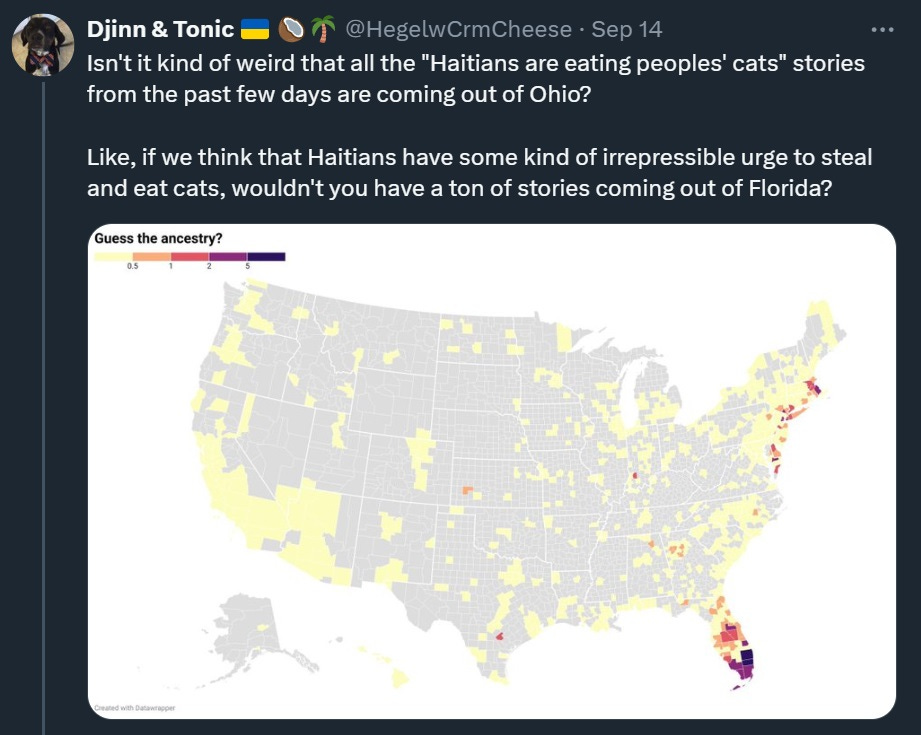 Djinn & Tonic 🇺🇦 🥥 🌴 @HegelwCrmCheese · Sep 14
Isn't it kind of weird that all the "Haitians are eating peoples' cats" stories
from the past few days are coming out of Ohio?
Like, if we think that Haitians have some kind of irrepressible urge to steal
and eat cats, wouldn't you have a ton of stories coming out of Florida?
Guess the ancestry?
0.5 1 2 5
Created with Datawrapper